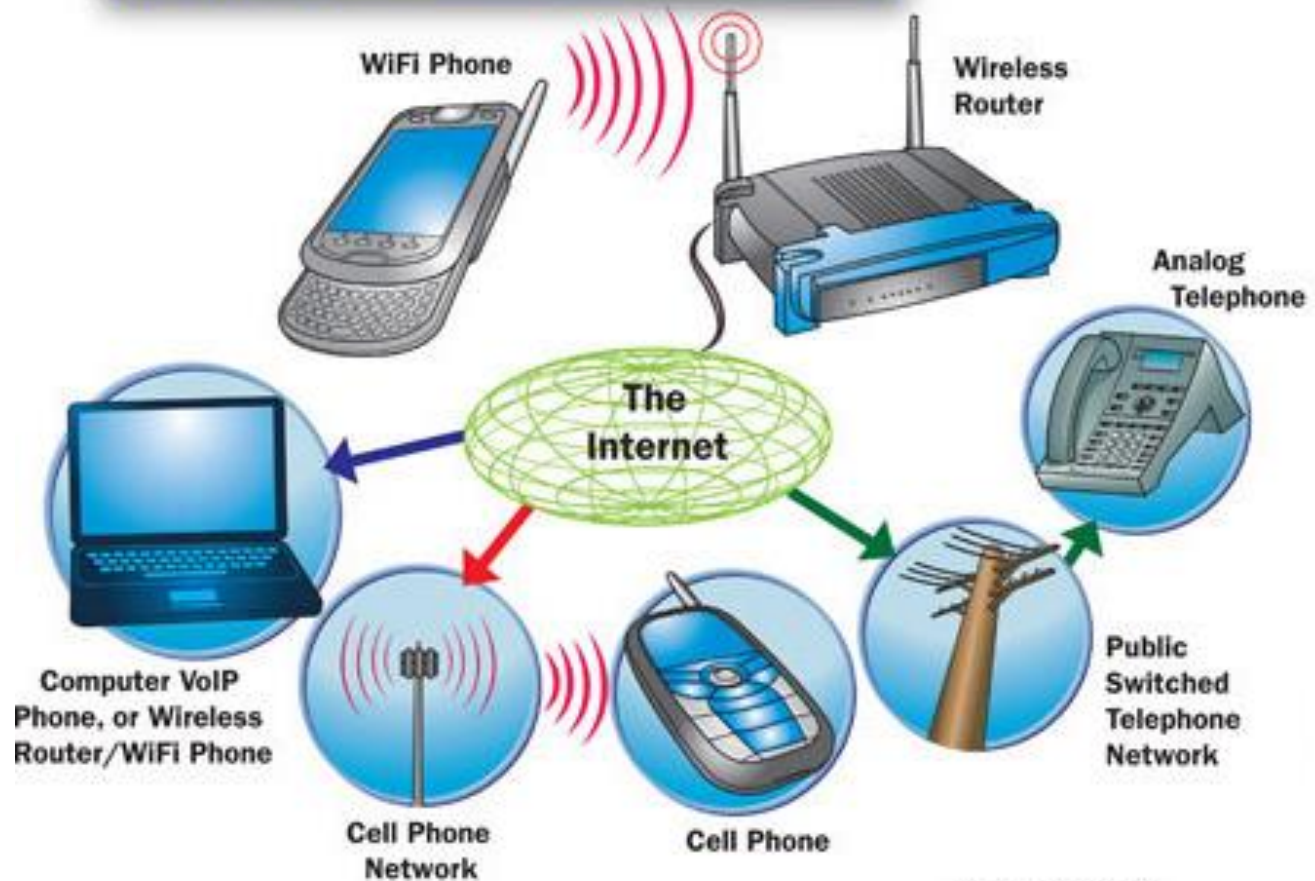 WiFi Phone
Wireless
Router
Analog
Telephone
The
Internet
Computer VoIP
Phone, or Wireless
Router/WiFi Phone
Public
Switched
Telephone
Network
Cell Phone
Network
Cell Phone